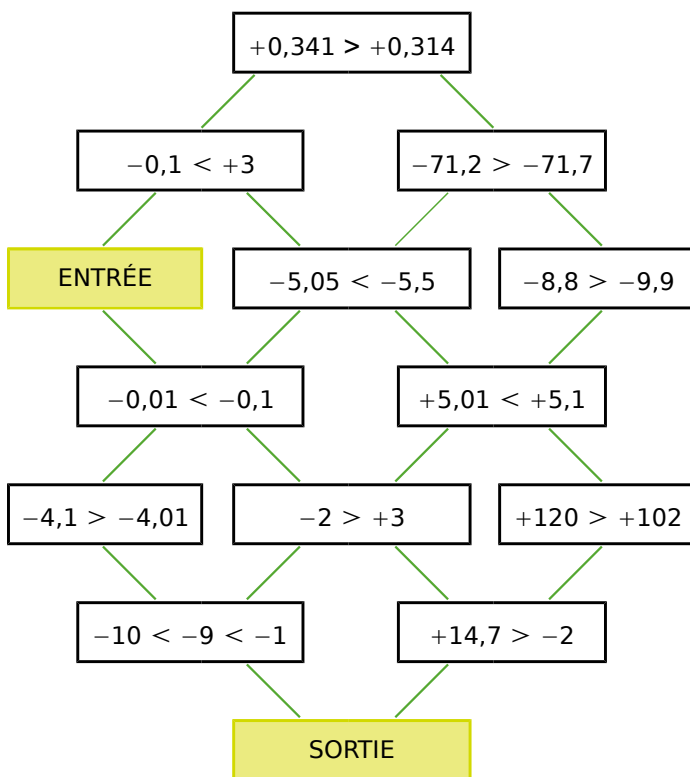 +0,341 > +0,314
−0,1 < +3
−71,2 > −71,7
ENTRÉE
−5,05 < −5,5
−8,8 > −9,9
−0,01 < −0,1
+5,01 < +5,1
−4,1 > −4,01
−2 > +3
+120 > +102
−10 < −9 < −1
+14,7 > −2
SORTIE